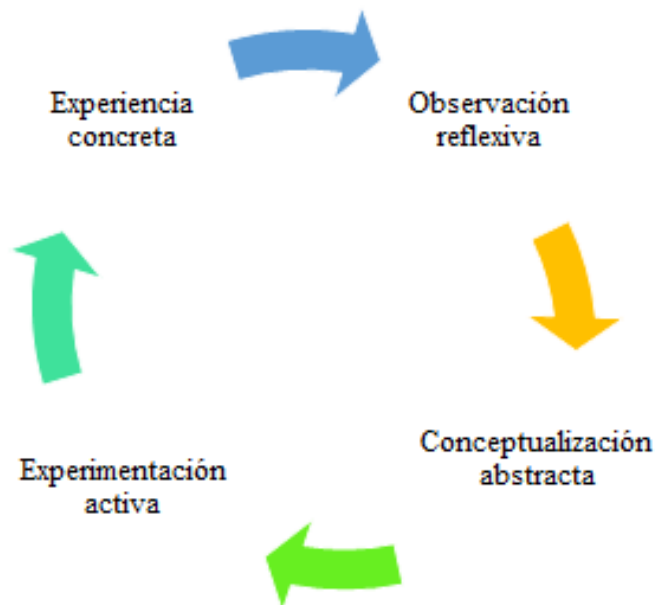 Experiencia
concreta
Observación
reflexiva
Conceptualización
abstracta
Experimentación
activa